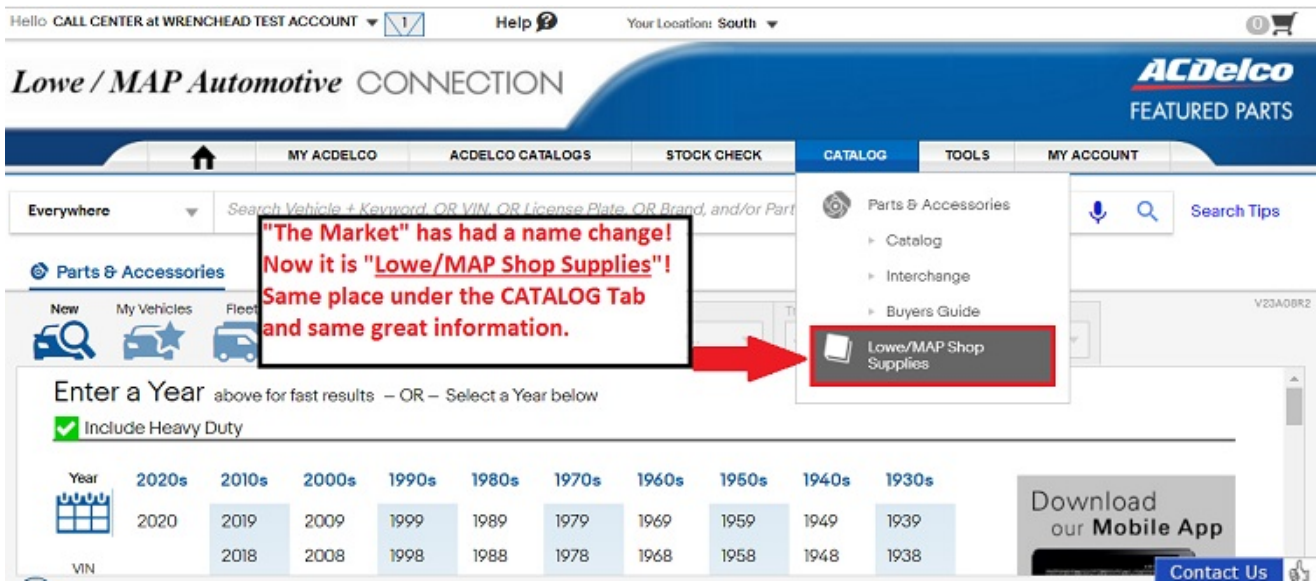 Hello CALL CENTER at WRENCHEAD TEST ACCOUNT 1 Help Your Location: South 0
Lowe / MAP Automotive CONNECTION
ACDelco
FEATURED PARTS
MY ACDELCO ACDELCO CATALOGS STOCK CHECK CATALOG TOOLS MY ACCOUNT
Everywhere Search Vehicle + Keyword, OR VIN, OR License Plate, OR Brand, and/or Part Search Tips
Parts & Accessories
Catalog
Interchange
Buyers Guide
Lowe/MAP Shop
Supplies
"The Market" has had a name change!
Now it is "Lowe/MAP Shop Supplies"!
Same place under the CATALOG Tab
and same great information.
Parts & Accessories
New My Vehicles Fleet V23A08R2
Enter a Year above for fast results – OR – Select a Year below
Include Heavy Duty
Year 2020s 2010s 2000s 1990s 1980s 1970s 1960s 1950s 1940s 1930s
2020 2019 2009 1999 1989 1979 1969 1959 1949 1939
2018 2008 1998 1988 1978 1968 1958 1948 1938
VIN
Download
our Mobile App
Contact Us